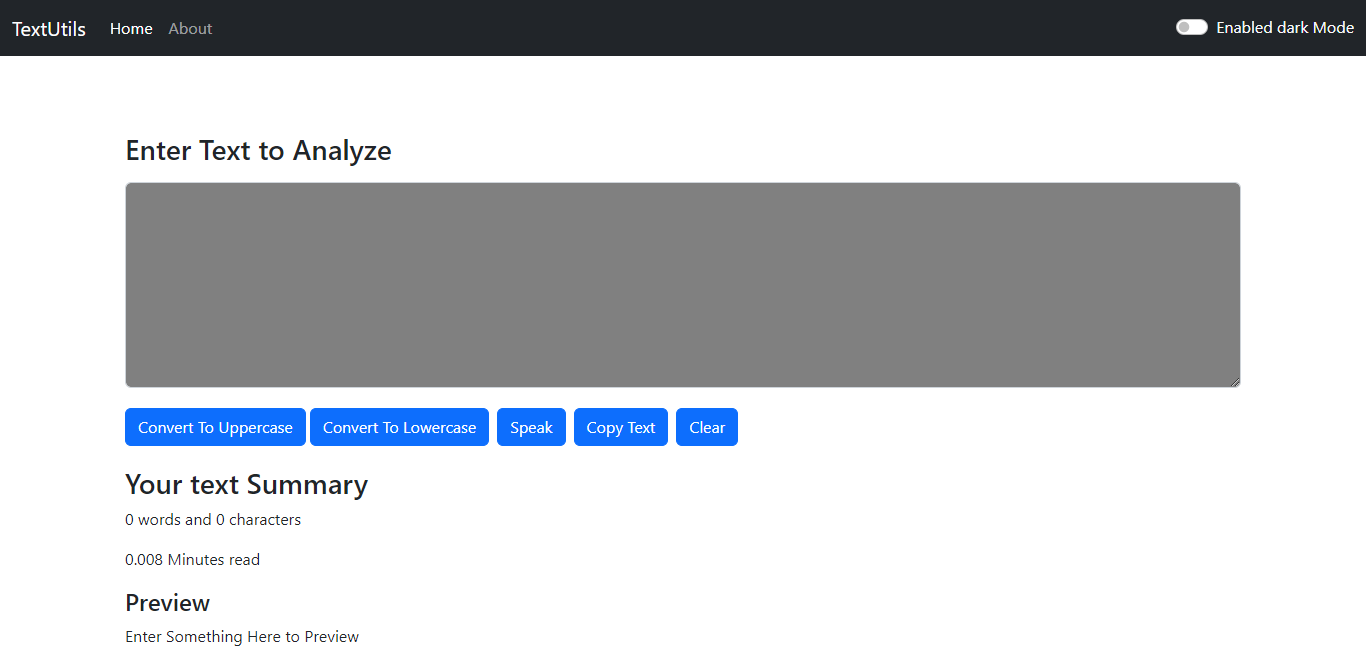 TextUtils Home About Enabled dark Mode
Enter Text to Analyze
Convert To Uppercase Convert To Lowercase Speak Copy Text Clear
Your text Summary
0 words and 0 characters
0.008 Minutes read
Preview
Enter Something Here to Preview